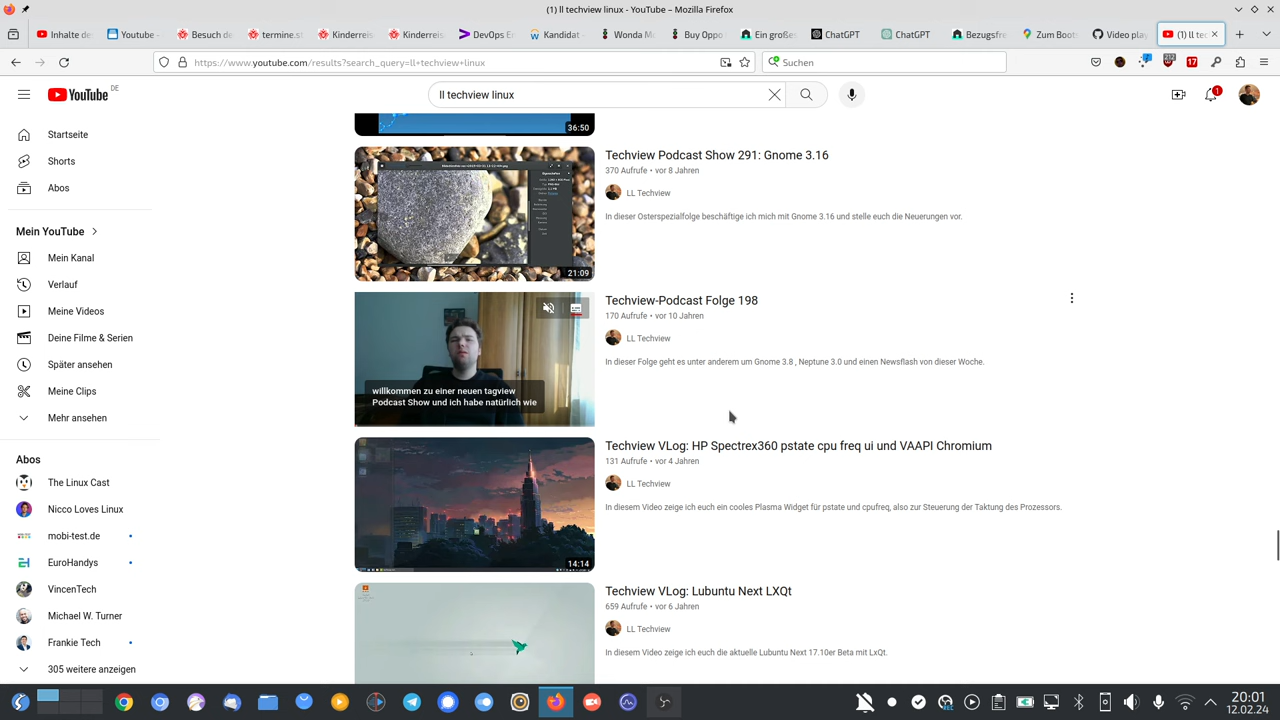 (1) ll techview linux - YouTube – Mozilla Firefox
Inhalte de
Youtube -
Besuch de
termine.st
Kinderreis
Kinderreis
DevOps En
Kandidat -
Wonda Mo
Buy Oppo
Ein großes
ChatGPT
ChatGPT
Bezugsfre
Zum Boots
Video play
(1) ll tec
https://www.youtube.com/results?search_query=ll+techview+linux
Suchen
YouTube DE
ll techview linux
1
Startseite
Shorts
Abos
Mein YouTube
Mein Kanal
Verlauf
Meine Videos
Deine Filme & Serien
Später ansehen
Meine Clips
Mehr ansehen
Abos
The Linux Cast
Nicco Loves Linux
mobi-test.de
EuroHandys
VincenTech
Michael W. Turner
Frankie Tech
305 weitere anzeigen
36:50
Techview Podcast Show 291: Gnome 3.16
370 Aufrufe • vor 8 Jahren
LL Techview
In dieser Osterspezialfolge beschäftige ich mich mit Gnome 3.16 und stelle euch die Neuerungen vor.
21:09
Techview-Podcast Folge 198
170 Aufrufe • vor 10 Jahren
LL Techview
In dieser Folge geht es unter anderem um Gnome 3.8 , Neptune 3.0 und einen Newsflash von dieser Woche.
willkommen zu einer neuen tagview
Podcast Show und ich habe natürlich wie
Techview VLog: HP Spectrex360 pstate cpu freq ui und VAAPI Chromium
131 Aufrufe • vor 4 Jahren
LL Techview
In diesem Video zeige ich euch ein cooles Plasma Widget für pstate und cpufreq, also zur Steuerung der Taktung des Prozessors.
14:14
Techview VLog: Lubuntu Next LXQt
659 Aufrufe • vor 6 Jahren
LL Techview
In diesem Video zeige ich euch die aktuelle Lubuntu Next 17.10er Beta mit LxQt.
20:01
12.02.24